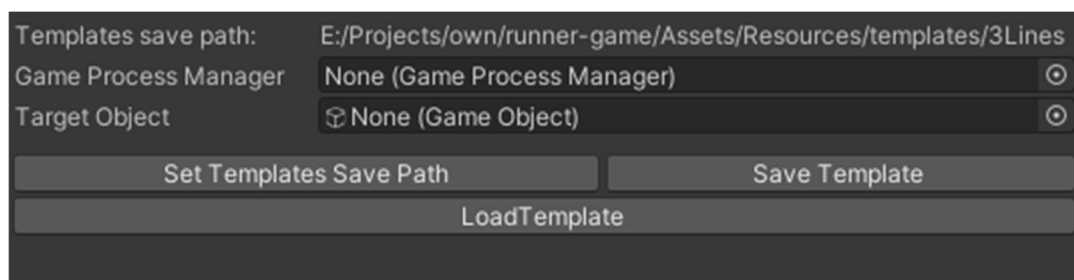 Templates save path: E:/Projects/own/runner-game/Assets/Resources/templates/3Lines
Game Process Manager None (Game Process Manager)
Target Object None (Game Object)
Set Templates Save Path Save Template
LoadTemplate